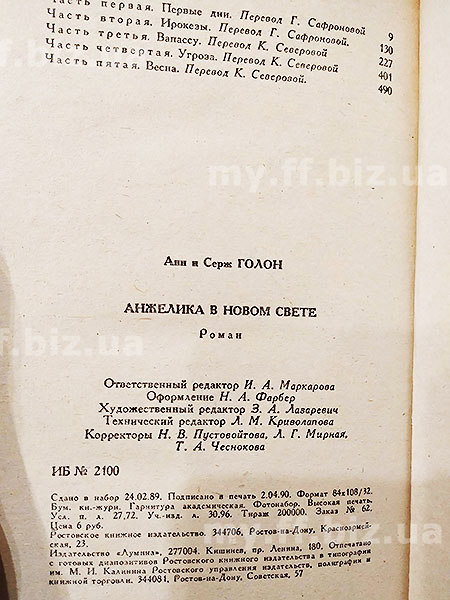 Часть первая. Первые дни. Перевод Г. Сафроновой 9
Часть вторая. Ирокезы. Перевод Г. Сафроновой. 130
Часть третья. Вапассу. Перевод К. Северовой 227
Часть четвертая. Угроза. Перевод К. Северовой 401
Часть пятая. Весна. Перевод К. Северовой. 490
my.ff.biz.ua
Анн и Серж ГОЛОН
АНЖЕЛИКА В НОВОМ СВЕТЕ
Роман
ff.biz.ua
Ответственный редактор И. А. Маркарова
Оформление Н. А. Фарбер
Художественный редактор З. А. Лазаревич
Технический редактор Л. М. Криволапова
Корректоры Н. В. Пустовойтова, Л. Г. Мирная,
Т. А. Чеснокова
ИБ № 2100
Сдано в набор 24.02.89. Подписано в печать 2.04.90. Формат 84х108/32.
Бум. кн.-жури. Гарнитура академическая. Фотонабор. Высокая печать.
Усл. п. л. 27,72. Уч.-изд. л. 30,96. Тираж 200000. Заказ № 62.
Цена 6 руб.
Ростовское книжное издательство. 344706, Ростов-на-Дону, Красноармей-
ская, 23.
Издательство «Лумина», 277004. Кишинев, пр. Ленина, 180. Отпечатано
с готовых диапозитивов Ростовского книжного издательства в типографии
им. М. И. Калинина Ростовского управления издательств, полиграфии и
книжной торговли. 344081, Ростов-на-Дону, Советская, 57
my.ff.biz.ua